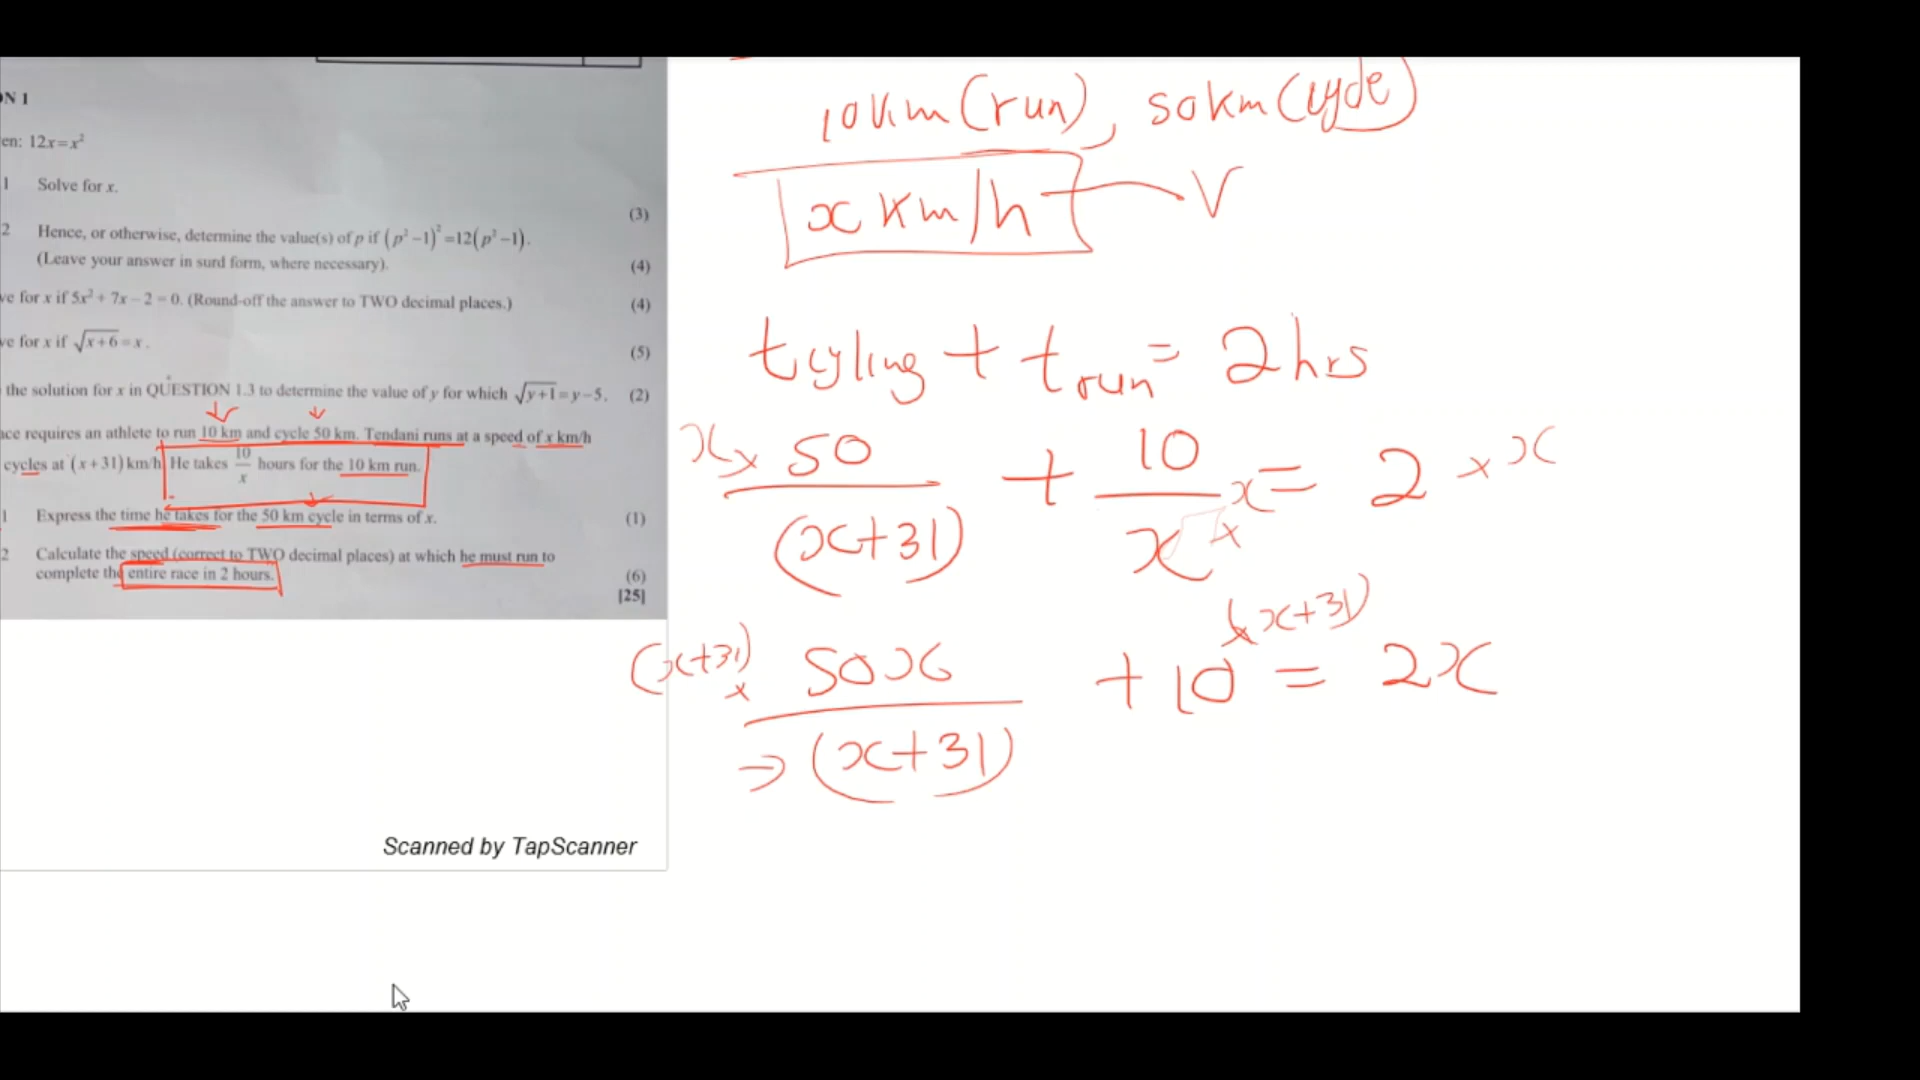 N 1
en: 12x=x²
1 Solve for x.
(3)
2 Hence, or otherwise, determine the value(s) of p if (p²−1)²=12(p²−1).
(Leave your answer in surd form, where necessary).
(4)
ve for x if 5x² + 7x − 2 = 0. (Round-off the answer to TWO decimal places.) (4)
ve for x if √x+6 = x.
(5)
the solution for x in QUESTION 1.3 to determine the value of y for which √y+1 = y−5. (2)
ace requires an athlete to run 10 km and cycle 50 km. Tendani runs at a speed of x km/h
cycles at (x+31) km/h. He takes 10/x hours for the 10 km run.
1 Express the time he takes for the 50 km cycle in terms of x. (1)
2 Calculate the speed (correct to TWO decimal places) at which he must run to
complete the entire race in 2 hours. (6)
[25]
Scanned by TapScanner
10km (run), 50km (cycle)
x km/h V
t cyling + t run = 2 hrs
x× 50/(x+31) + 10/x ×x = 2 × x
(x+31) × 50x/(x+31) + 10 ×(x+31) = 2x
→